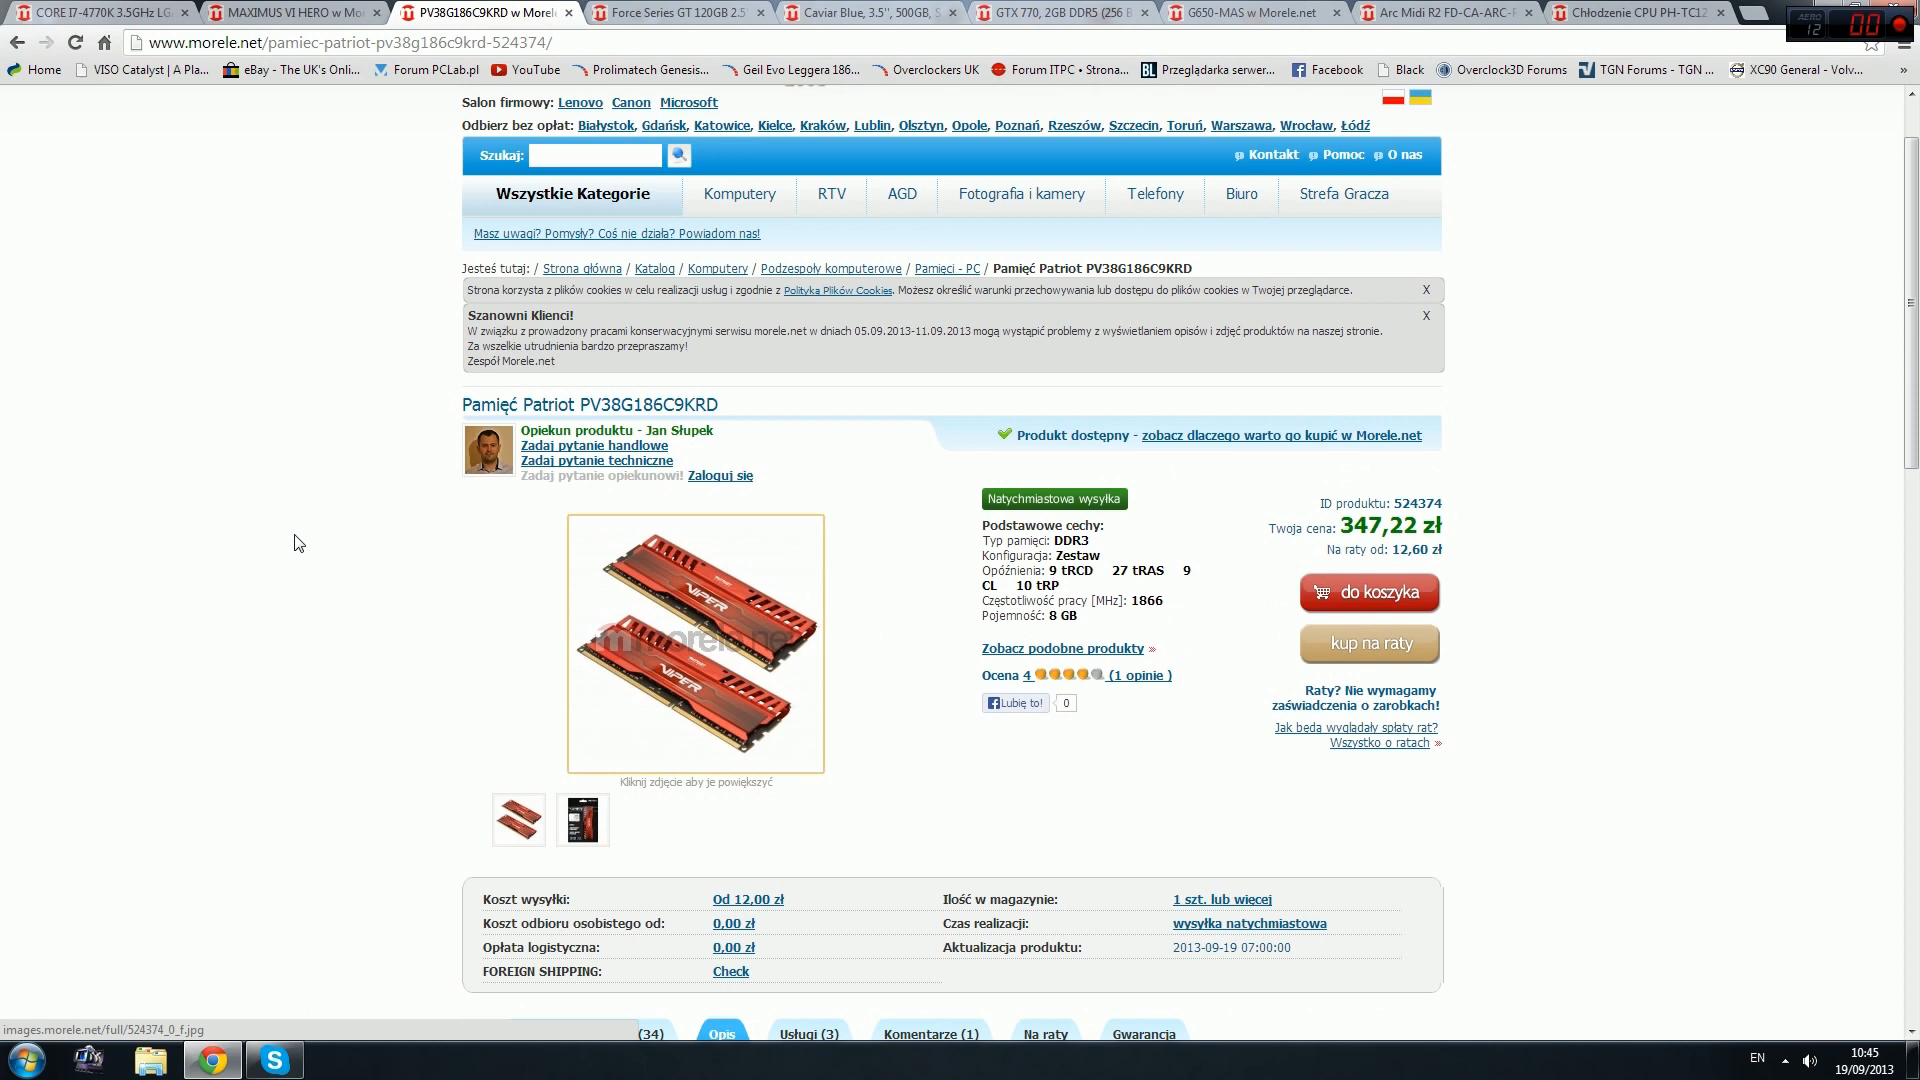 CORE I7-4770K 3.5GHz LGA
MAXIMUS VI HERO w Mor
PV38G186C9KRD w Morele
Force Series GT 120GB 2.5"
Caviar Blue, 3.5", 500GB, S
GTX 770, 2GB DDR5 (256 B
G650-MAS w Morele.net
Arc Midi R2 FD-CA-ARC-R
Chłodzenie CPU PH-TC12
AERO
12
00
www.morele.net/pamiec-patriot-pv38g186c9krd-524374/
Home
VISO Catalyst | A Pla...
eBay - The UK's Onli...
Forum PCLab.pl
YouTube
Prolimatech Genesis...
Geil Evo Leggera 186...
Overclockers UK
Forum ITPC • Strona...
Przeglądarka serwer...
Facebook
Black
Overclock3D Forums
TGN Forums - TGN ...
XC90 General - Volv...
»
Salon firmowy: Lenovo Canon Microsoft
Odbierz bez opłat: Białystok, Gdańsk, Katowice, Kielce, Kraków, Lublin, Olsztyn, Opole, Poznań, Rzeszów, Szczecin, Toruń, Warszawa, Wrocław, Łódź
Szukaj:
Kontakt
Pomoc
O nas
Wszystkie Kategorie
Komputery
RTV
AGD
Fotografia i kamery
Telefony
Biuro
Strefa Gracza
Masz uwagi? Pomysły? Coś nie działa? Powiadom nas!
Jesteś tutaj: / Strona główna / Katalog / Komputery / Podzespoły komputerowe / Pamięci - PC / Pamięć Patriot PV38G186C9KRD
Strona korzysta z plików cookies w celu realizacji usług i zgodnie z Polityką Plików Cookies. Możesz określić warunki przechowywania lub dostępu do plików cookies w Twojej przeglądarce.
X
Szanowni Klienci!
X
W związku z prowadzony pracami konserwacyjnymi serwisu morele.net w dniach 05.09.2013-11.09.2013 mogą wystąpić problemy z wyświetlaniem opisów i zdjęć produktów na naszej stronie.
Za wszelkie utrudnienia bardzo przepraszamy!
Zespół Morele.net
Pamięć Patriot PV38G186C9KRD
Opiekun produktu - Jan Słupek
Zadaj pytanie handlowe
Zadaj pytanie techniczne
Zadaj pytanie opiekunowi! Zaloguj się
Produkt dostępny - zobacz dlaczego warto go kupić w Morele.net
Natychmiastowa wysyłka
Podstawowe cechy:
Typ pamięci: DDR3
Konfiguracja: Zestaw
Opóźnienia: 9 tRCD 27 tRAS 9
CL 10 tRP
Częstotliwość pracy [MHz]: 1866
Pojemność: 8 GB
Zobacz podobne produkty »
Ocena 4 (1 opinie )
Lubię to!
0
ID produktu: 524374
Twoja cena: 347,22 zł
Na raty od: 12,60 zł
do koszyka
kup na raty
Raty? Nie wymagamy
zaświadczenia o zarobkach!
Jak będą wyglądały spłaty rat?
Wszystko o ratach »
PATRIOT
VIPER
morele.net
PATRIOT
VIPER
Kliknij zdjęcie aby je powiększyć
Koszt wysyłki: Od 12,00 zł
Ilość w magazynie: 1 szt. lub więcej
Koszt odbioru osobistego od: 0,00 zł
Czas realizacji: wysyłka natychmiastowa
Opłata logistyczna: 0,00 zł
Aktualizacja produktu: 2013-09-19 07:00:00
FOREIGN SHIPPING: Check
images.morele.net/full/524374_0_f.jpg
(34)
Opis
Usługi (3)
Komentarze (1)
Na raty
Gwarancja
EN
10:45
19/09/2013